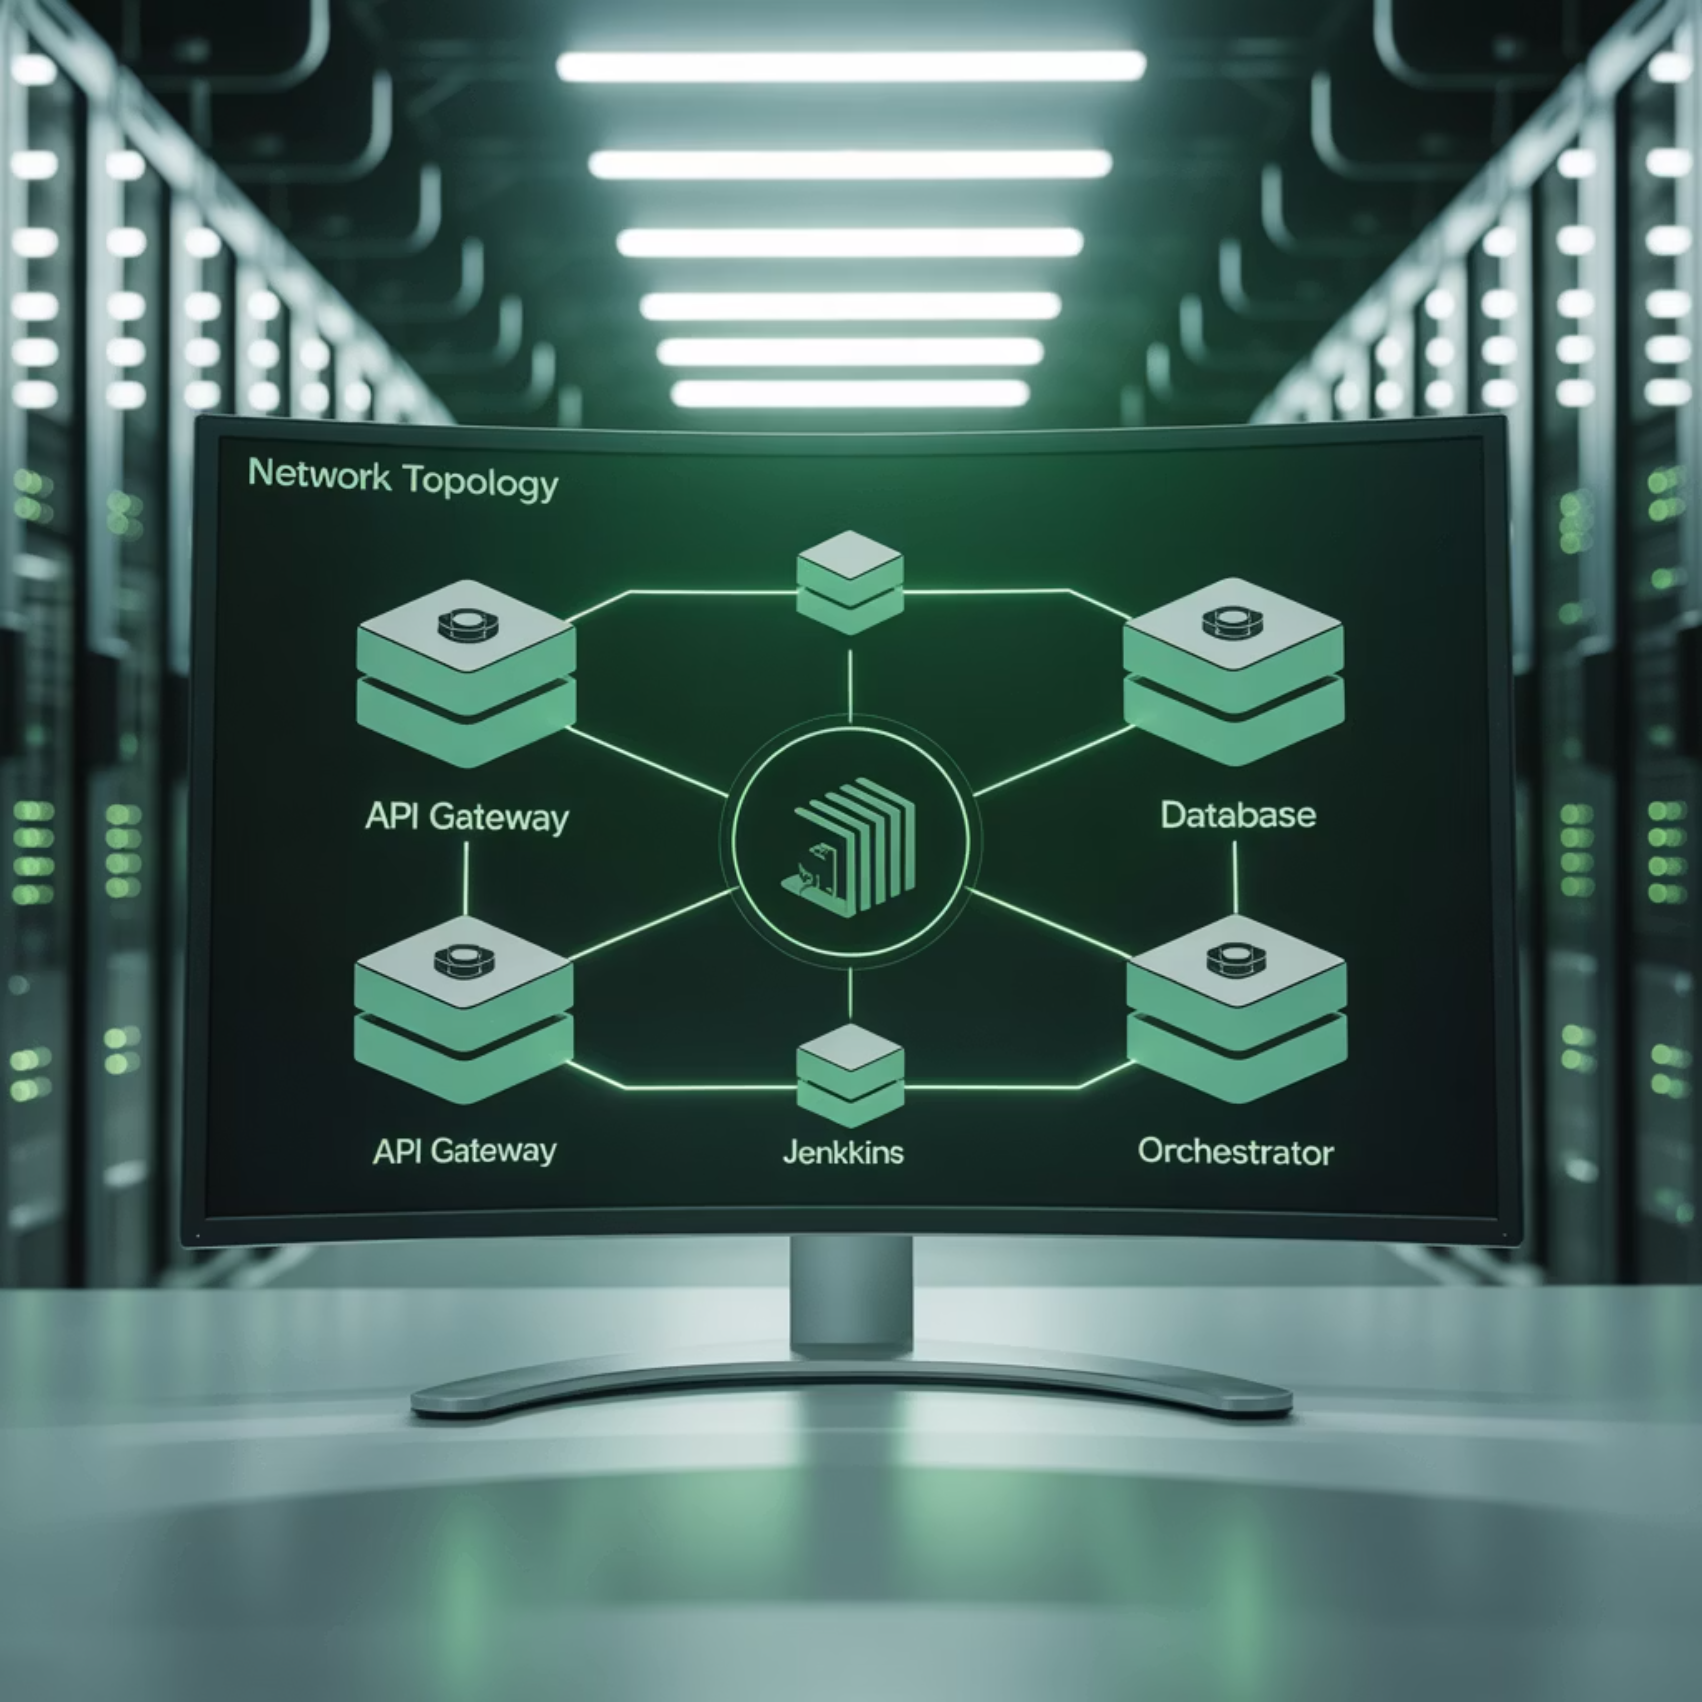 Network Topology
API Gateway
Database
API Gateway
Jenkkins
Orchestrator